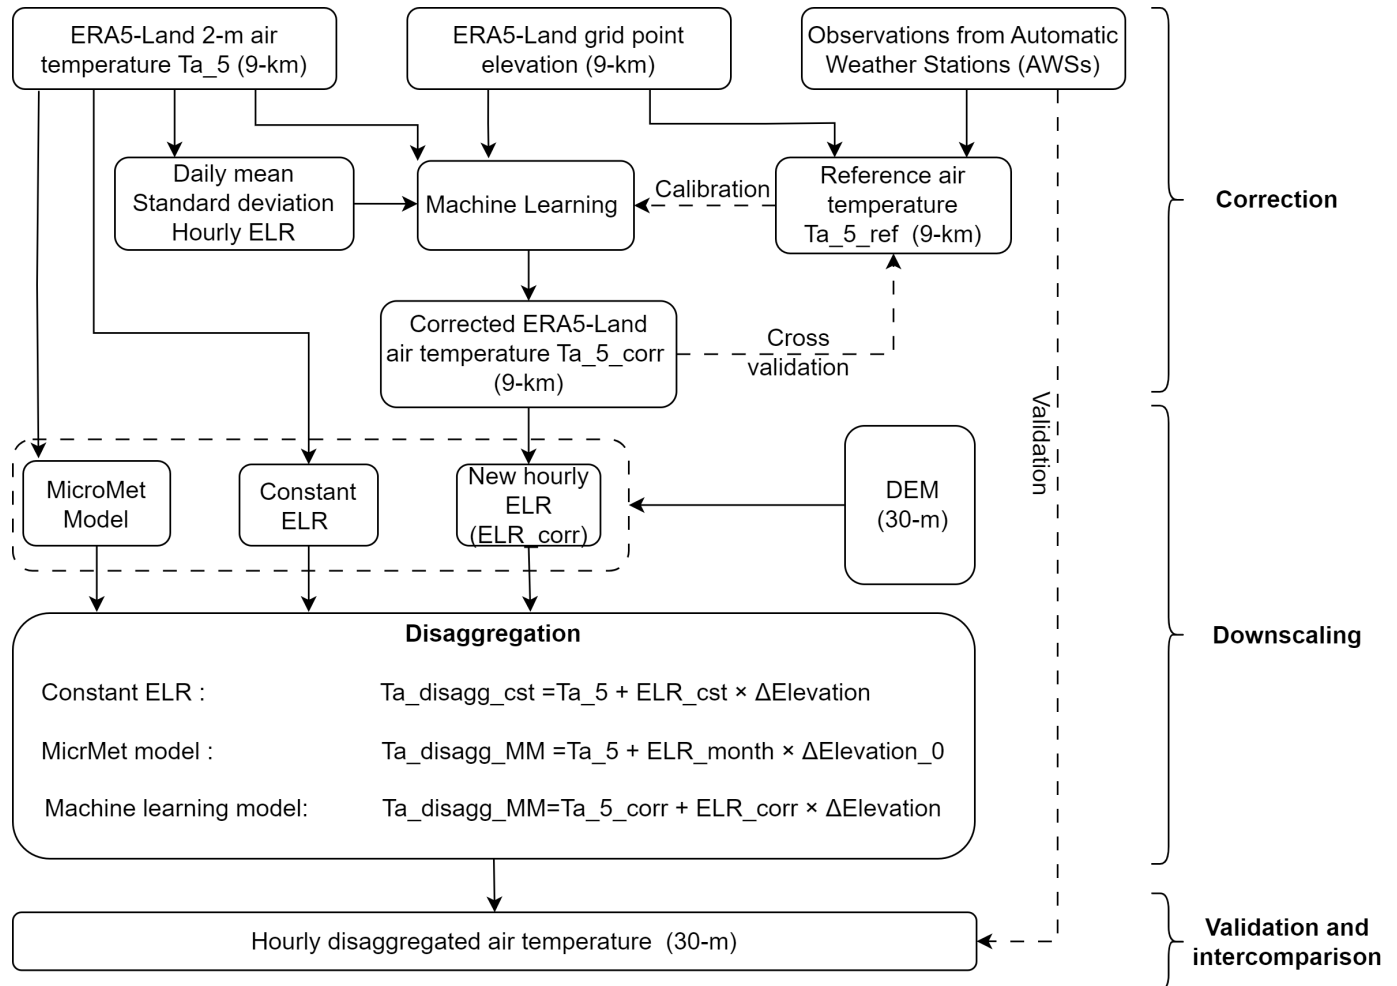 ERA5-Land 2-m air
temperature Ta_5 (9-km)
ERA5-Land grid point
elevation (9-km)
Observations from Automatic
Weather Stations (AWSs)
Daily mean
Standard deviation
Hourly ELR
Machine Learning
Calibration
Reference air
temperature
Ta_5_ref (9-km)
Correction
Corrected ERA5-Land
air temperature Ta_5_corr
(9-km)
Cross
validation
Validation
MicroMet
Model
Constant
ELR
New hourly
ELR
(ELR_corr)
DEM
(30-m)
Disaggregation
Constant ELR : Ta_disagg_cst =Ta_5 + ELR_cst × ΔElevation
MicrMet model : Ta_disagg_MM =Ta_5 + ELR_month × ΔElevation_0
Machine learning model: Ta_disagg_MM=Ta_5_corr + ELR_corr × ΔElevation
Downscaling
Hourly disaggregated air temperature (30-m)
Validation and
intercomparison